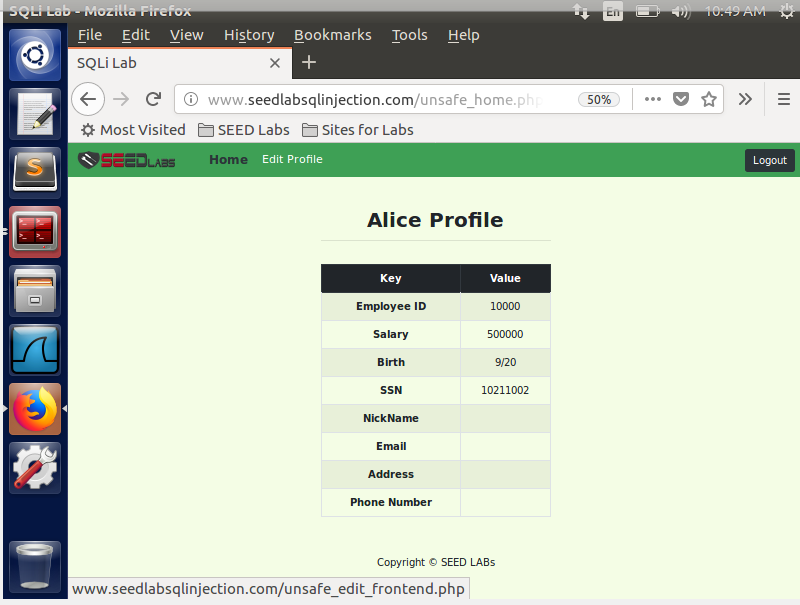 SQLi Lab - Mozilla Firefox En 10:49 AM
File Edit View History Bookmarks Tools Help
SQLi Lab
www.seedlabsqlinjection.com/unsafe_home.php 50%
Most Visited SEED Labs Sites for Labs
SEEDLABS Home Edit Profile Logout
Alice Profile
Key Value
Employee ID 10000
Salary 500000
Birth 9/20
SSN 10211002
NickName
Email
Address
Phone Number
Copyright © SEED LABs
www.seedlabsqlinjection.com/unsafe_edit_frontend.php